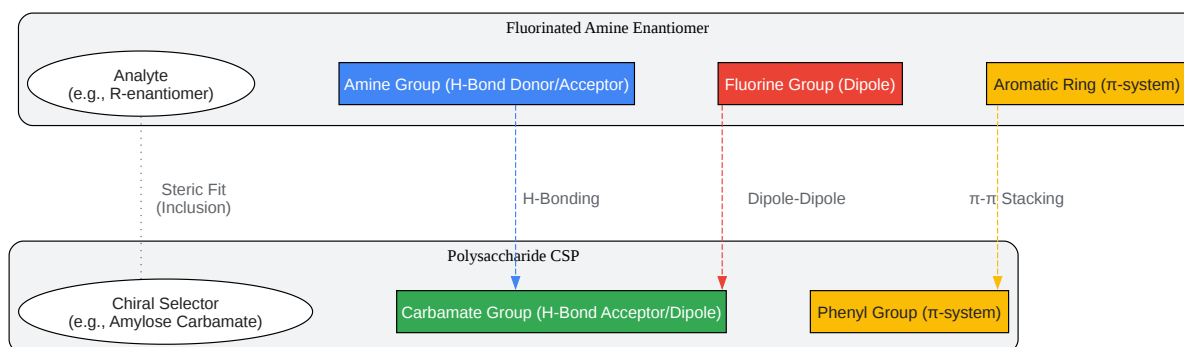 Fluorinated Amine Enantiomer
Analyte
(e.g., R-enantiomer)
Amine Group (H-Bond Donor/Acceptor)
Fluorine Group (Dipole)
Aromatic Ring (π-system)
Steric Fit
(Inclusion)
H-Bonding
Dipole-Dipole
π-π Stacking
Polysaccharide CSP
Chiral Selector
(e.g., Amylose Carbamate)
Carbamate Group (H-Bond Acceptor/Dipole)
Phenyl Group (π-system)